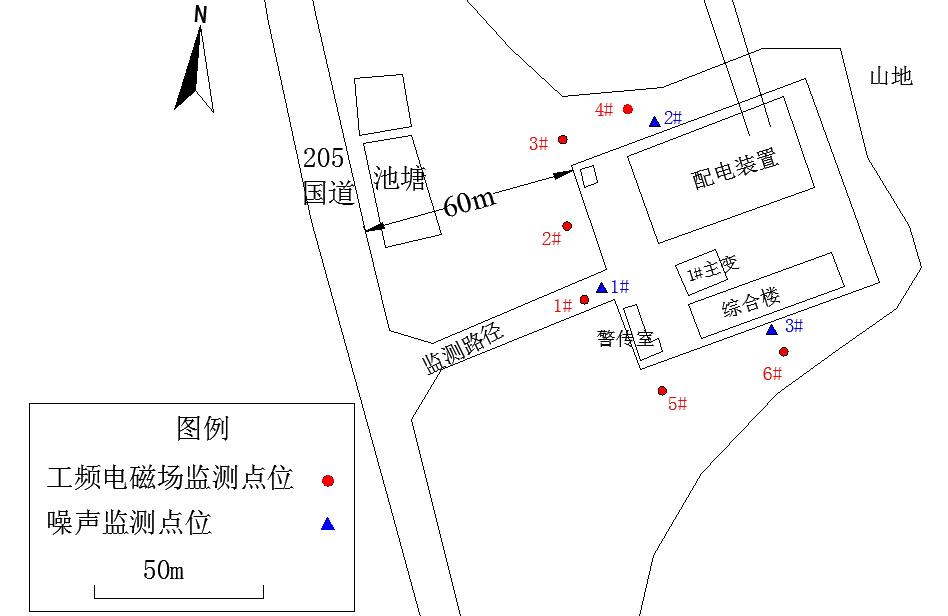 N
山地
4#
2#
3#
205
国道
池塘
配电装置
60m
2#
1#主变
1#
1#
综合楼
3#
监测路径
警传室
6#
5#
图例
工频电磁场监测点位
噪声监测点位
50m